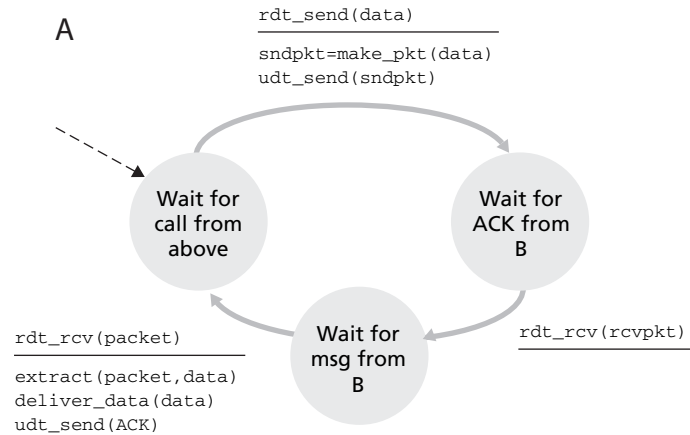 A
rdt_send(data)
sndpkt=make_pkt(data)
udt_send(sndpkt)
Wait for
call from
above
Wait for
ACK from
B
Wait for
msg from
B
rdt_rcv(rcvpkt)
rdt_rcv(packet)
extract(packet,data)
deliver_data(data)
udt_send(ACK)